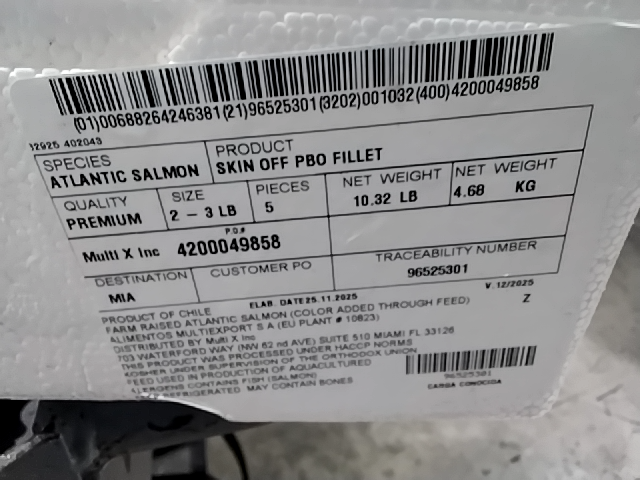 (01)00688264246381(21)96525301(3202)001032(400)4200049858
12925 402043
SPECIES
ATLANTIC SALMON
PRODUCT
SKIN OFF PBO FILLET
QUALITY
PREMIUM
SIZE
2 - 3 LB
PIECES
5
NET WEIGHT
10.32 LB
NET WEIGHT
4.68 KG
Multi X Inc
P.O#
4200049858
DESTINATION
MIA
CUSTOMER PO
TRACEABILITY NUMBER
96525301
PRODUCT OF CHILE
ELAB. DATE 25.11.2025
V. 12/2025
Z
FARM RAISED ATLANTIC SALMON (COLOR ADDED THROUGH FEED)
ALIMENTOS MULTIEXPORT S A (EU PLANT # 10623)
DISTRIBUTED BY Multi X Inc
703 WATERFORD WAY (NW 62 nd AVE) SUITE 510 MIAMI FL 33126
THIS PRODUCT WAS PROCESSED UNDER HACCP NORMS
KOSHER UNDER SUPERVISION OF THE ORTHODOX UNION
FEED USED IN PRODUCTION OF AQUACULTURED
ALERGENS CONTAINS FISH (SALMON)
REFRIGERATED MAY CONTAIN BONES
96525301
CARGA CONOCIDA